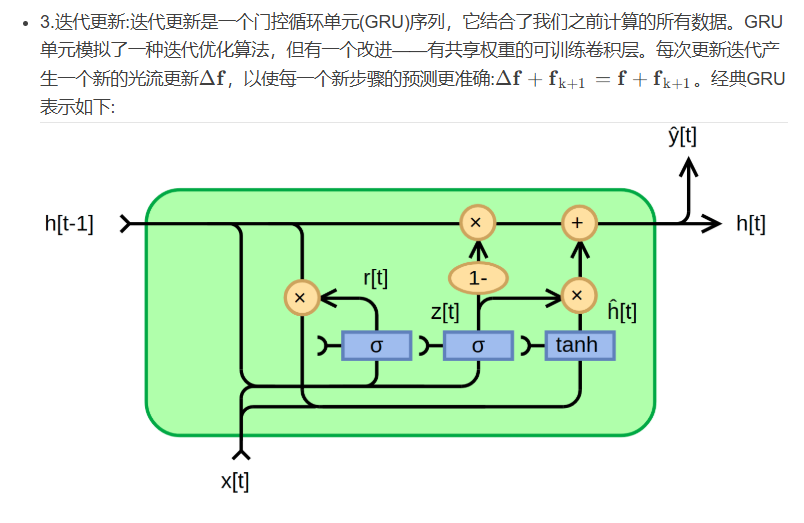 • 3.迭代更新:迭代更新是一个门控循环单元(GRU)序列，它结合了我们之前计算的所有数据。GRU
单元模拟了一种迭代优化算法，但有一个改进——有共享权重的可训练卷积层。每次更新迭代产
生一个新的光流更新Δf，以使每一个新步骤的预测更准确:Δf + f_{k+1} = f + f_{k+1}。经典GRU
表示如下:
ŷ[t]
h[t-1]
×
+
h[t]
r[t]
1-
×
z[t]
×
ĥ[t]
σ
σ
tanh
x[t]